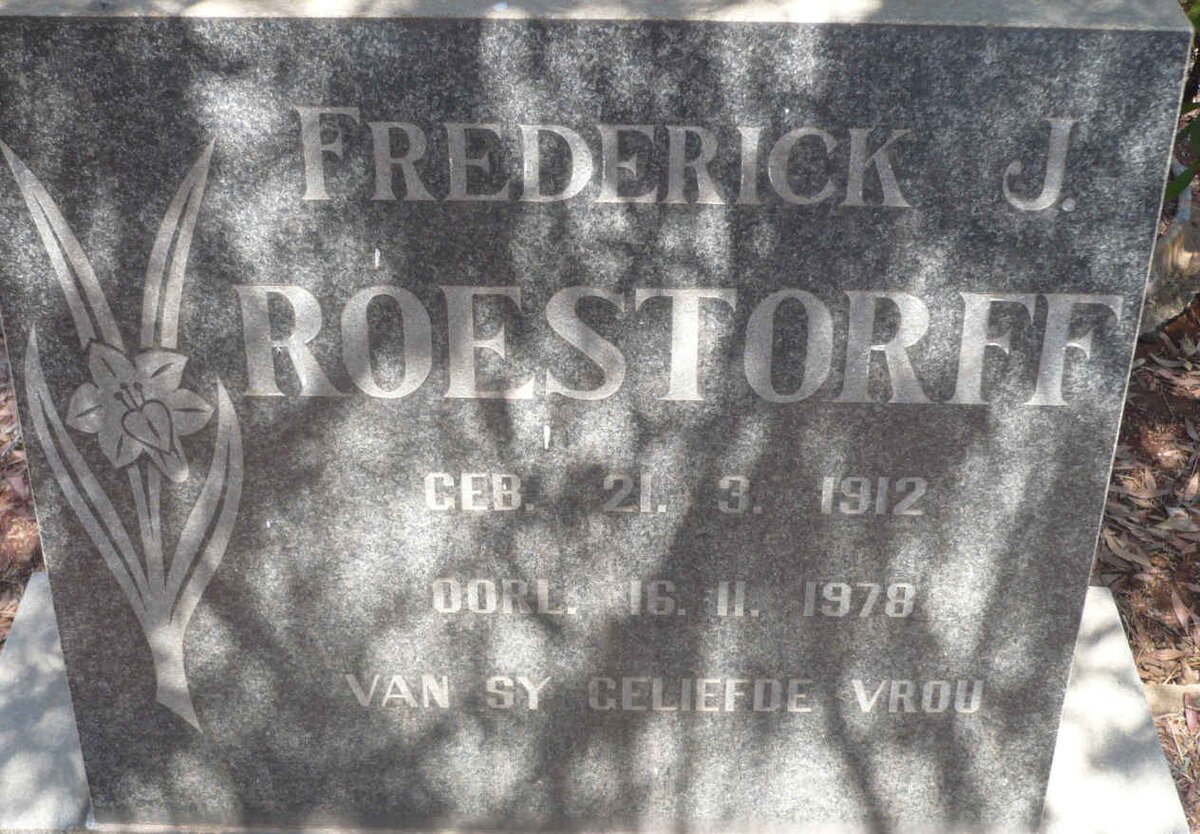 FREDERICK J.
ROESTORFF
GEB. 21. 3. 1912
OORL. 16. 11. 1978
VAN SY GELIEFDE VROU